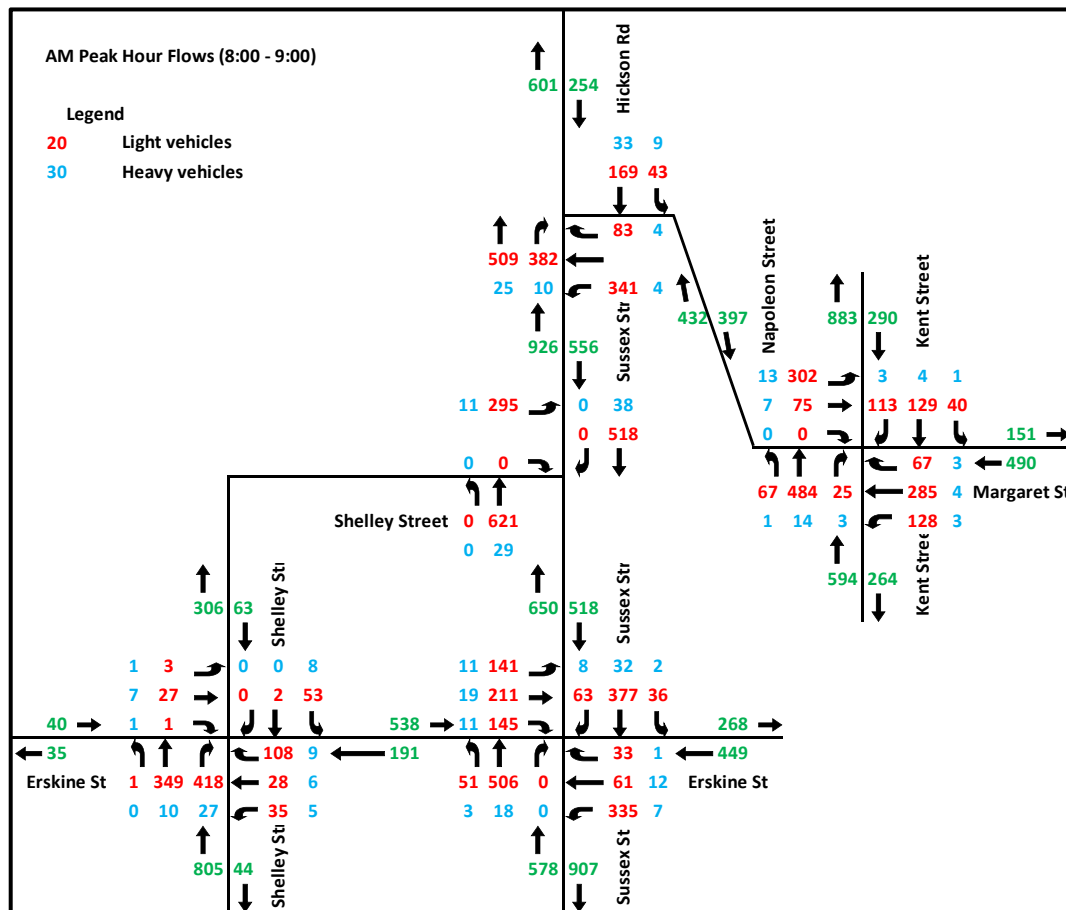 Hickson Rd
AM Peak Hour Flows (8:00 - 9:00)
601 254
Legend
20 Light vehicles
30 Heavy vehicles
33 9
169 43
83 4
509 382
25 10 341 4
Sussex Str
Napoleon Street
Kent Street
432 397
883 290
926 556
13 302 3 4 1
11 295 0 38
7 75 113 129 40
0 518
0 0
151
0 0
67 3 490
67 484 25 285 4 Margaret St
Shelley Street 0 621
1 14 3 128 3
0 29
Kent Stree
594 264
306 63
Shelley Str
650 518
Sussex Str
1 3 0 0 8 11 141 8 32 2
7 27 0 2 53 19 211 63 377 36
40 1 1 538 11 145 268
35 108 9 191 33 1 449
Erskine St 1 349 418 28 6 51 506 0 61 12 Erskine St
0 10 27 35 5 3 18 0 335 7
805 44
Shelley Str
578 907
Sussex St